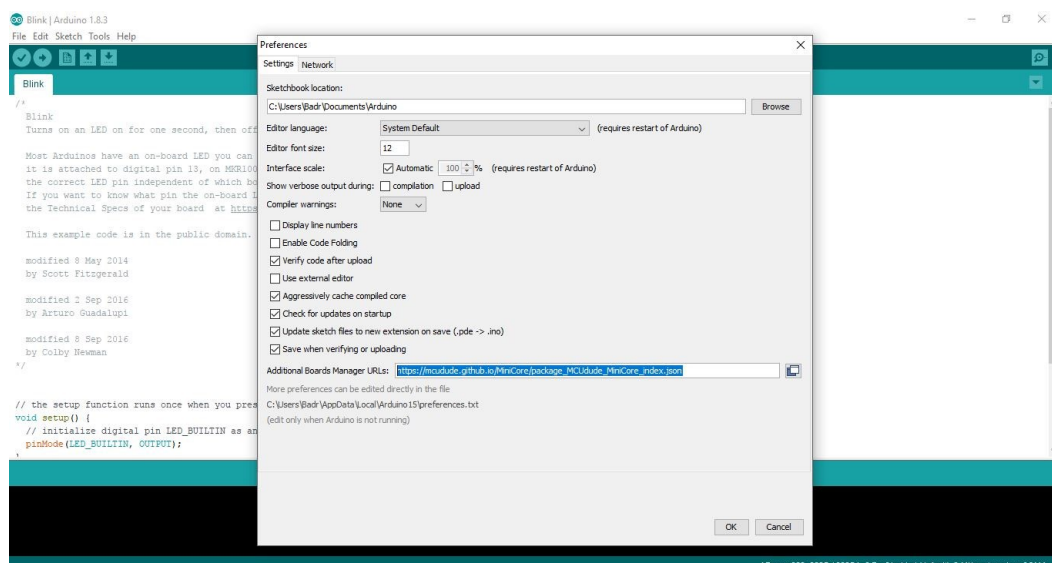 Blink | Arduino 1.8.3
File Edit Sketch Tools Help
Blink
/*
Blink
Turns on an LED on for one second, then off
Most Arduinos have an on-board LED you can
it is attached to digital pin 13, on MKR100
the correct LED pin independent of which bo
If you want to know what pin the on-board L
the Technical Specs of your board at https
This example code is in the public domain.
modified 8 May 2014
by Scott Fitzgerald
modified 2 Sep 2016
by Arturo Guadalupi
modified 8 Sep 2016
by Colby Newman
*/
// the setup function runs once when you pres
void setup() {
// initialize digital pin LED_BUILTIN as an
pinMode(LED_BUILTIN, OUTPUT);
Preferences
Settings Network
Sketchbook location:
C:\Users\Badr\Documents\Arduino Browse
Editor language: System Default (requires restart of Arduino)
Editor font size: 12
Interface scale: Automatic 100 % (requires restart of Arduino)
Show verbose output during: compilation upload
Compiler warnings: None
Display line numbers
Enable Code Folding
Verify code after upload
Use external editor
Aggressively cache compiled core
Check for updates on startup
Update sketch files to new extension on save (.pde -> .ino)
Save when verifying or uploading
Additional Boards Manager URLs: https://mcudude.github.io/MiniCore/package_MCUdude_MiniCore_index.json
More preferences can be edited directly in the file
C:\Users\Badr\AppData\Local\Arduino15\preferences.txt
(edit only when Arduino is not running)
OK Cancel